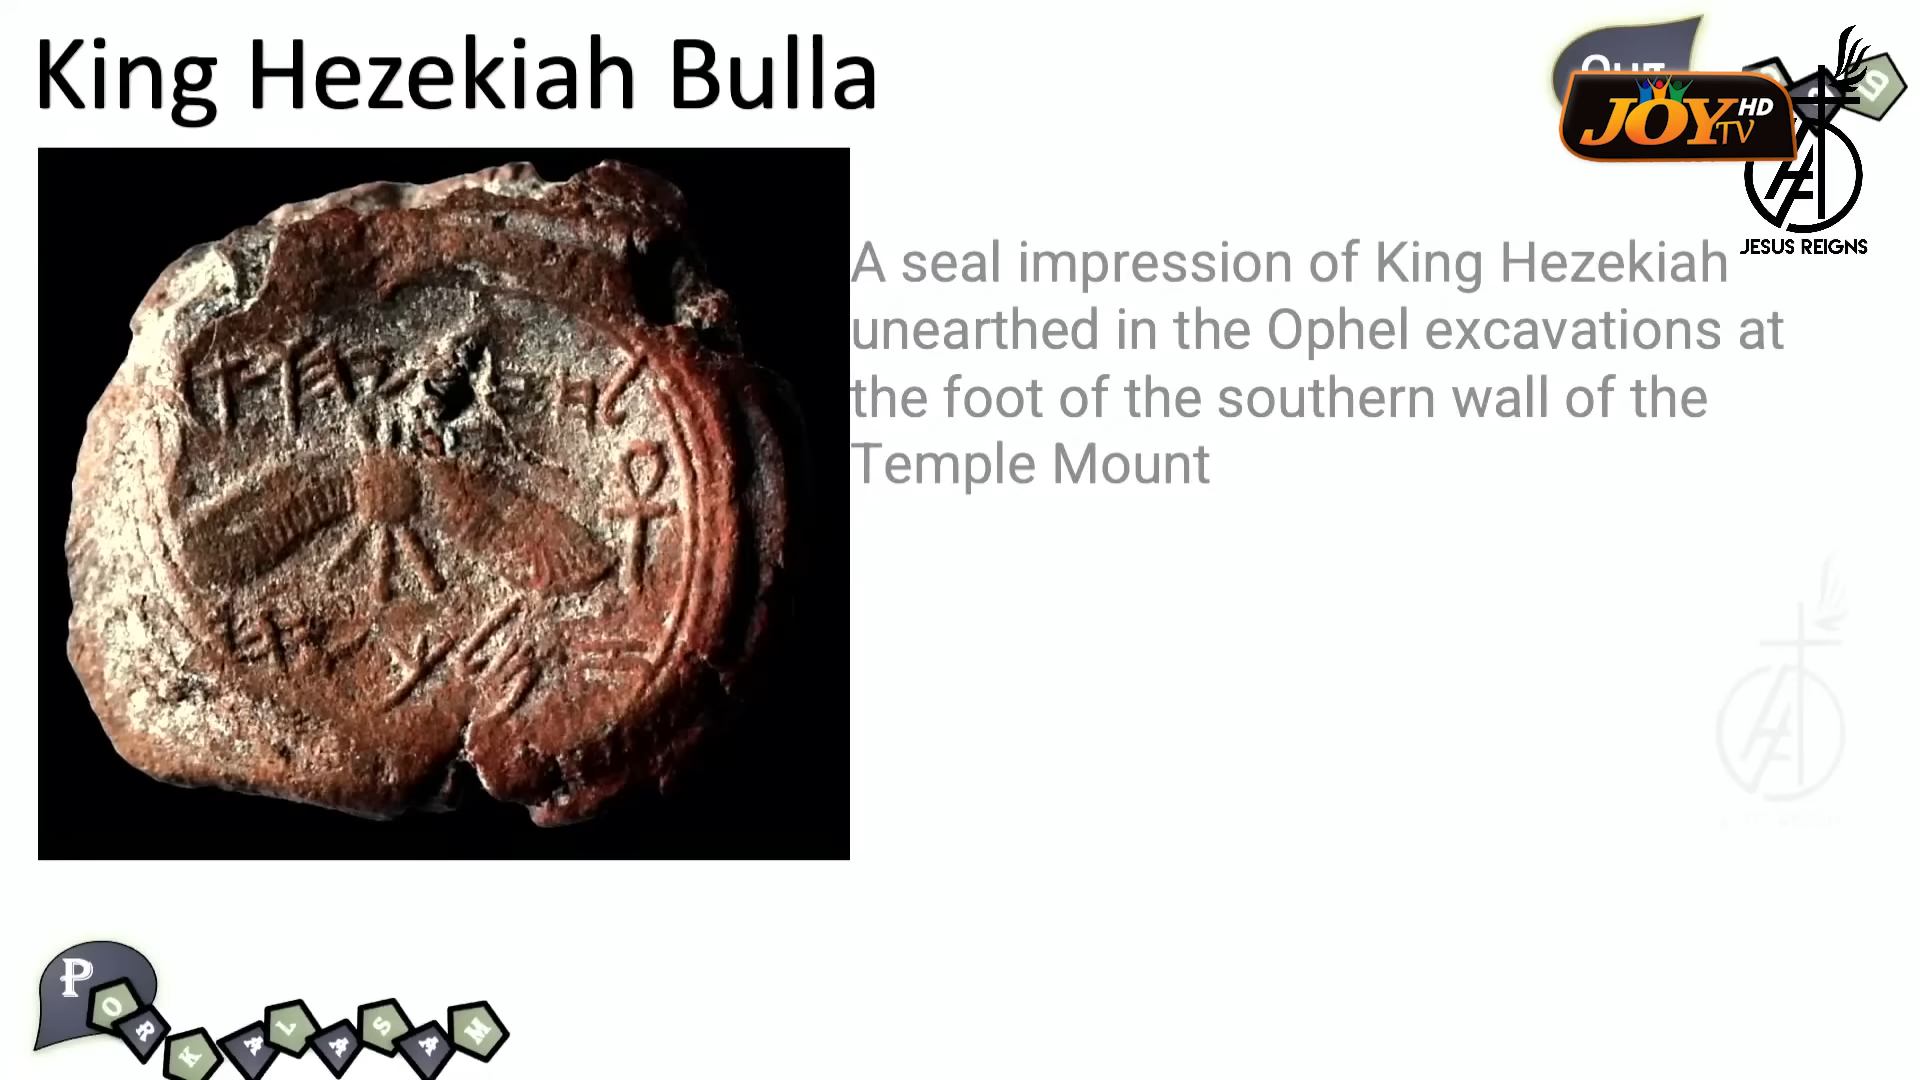 King Hezekiah Bulla
JOY TV HD
JESUS REIGNS
A seal impression of King Hezekiah
unearthed in the Ophel excavations at
the foot of the southern wall of the
Temple Mount
PORKALASAM